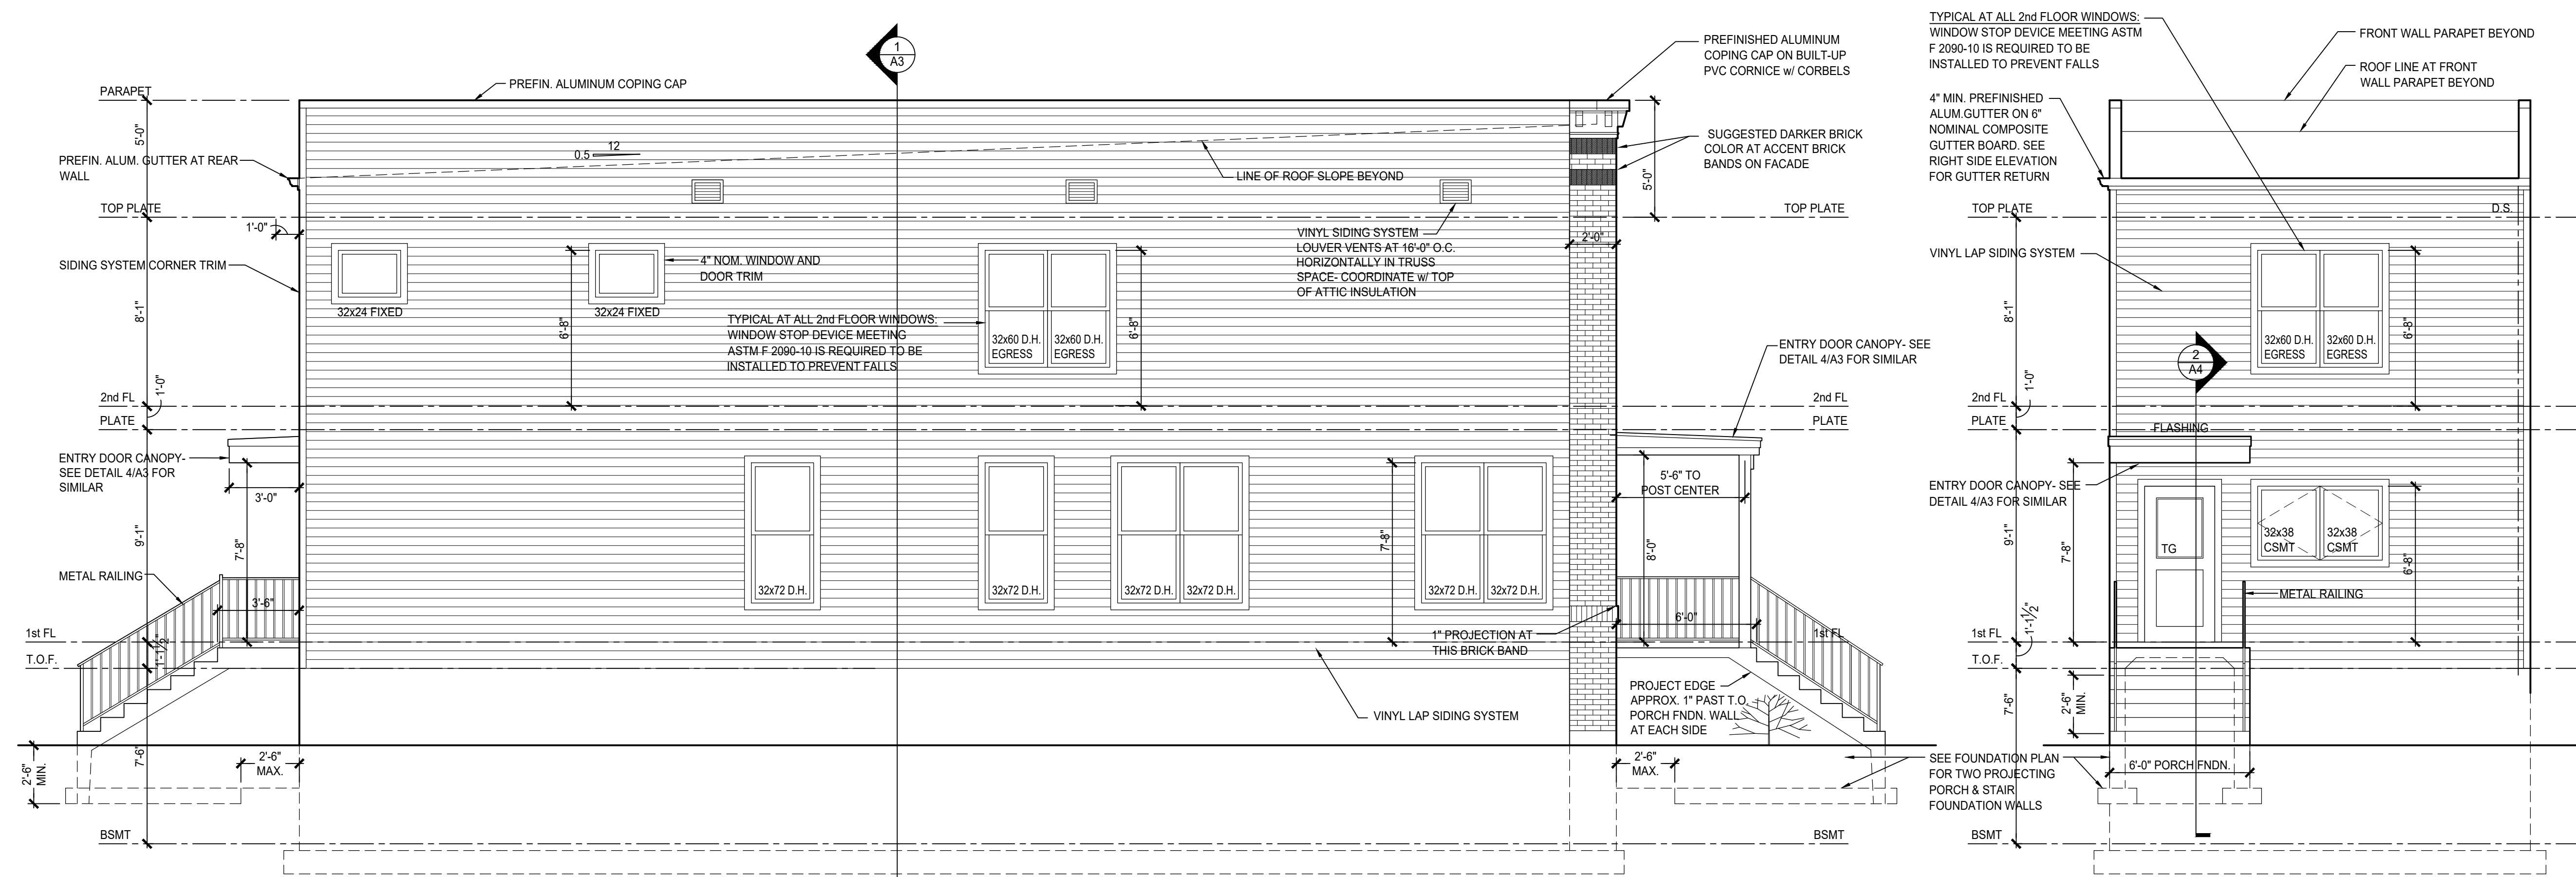 1
A3
PREFIN. ALUMINUM COPING CAP
PREFINISHED ALUMINUM
COPING CAP ON BUILT-UP
PVC CORNICE w/ CORBELS
PARAPET
5'-0"
PREFIN. ALUM. GUTTER AT REAR
WALL
12
0.5
LINE OF ROOF SLOPE BEYOND
SUGGESTED DARKER BRICK
COLOR AT ACCENT BRICK
BANDS ON FACADE
5'-0"
TOP PLATE
TOP PLATE
1'-0"
SIDING SYSTEM CORNER TRIM
8'-1"
32x24 FIXED
32x24 FIXED
4" NOM. WINDOW AND
DOOR TRIM
VINYL SIDING SYSTEM
LOUVER VENTS AT 16'-0" O.C.
HORIZONTALLY IN TRUSS
SPACE- COORDINATE w/ TOP
OF ATTIC INSULATION
2'-0"
6'-8"
TYPICAL AT ALL 2nd FLOOR WINDOWS:
WINDOW STOP DEVICE MEETING
ASTM F 2090-10 IS REQUIRED TO BE
INSTALLED TO PREVENT FALLS
32x60 D.H.
EGRESS
32x60 D.H.
EGRESS
6'-8"
ENTRY DOOR CANOPY- SEE
DETAIL 4/A3 FOR SIMILAR
1'-0"
2nd FL
2nd FL
PLATE
PLATE
ENTRY DOOR CANOPY-
SEE DETAIL 4/A3 FOR
SIMILAR
3'-0"
9'-1"
7'-8"
METAL RAILING
3'-6"
32x72 D.H.
32x72 D.H.
32x72 D.H.
32x72 D.H.
7'-8"
32x72 D.H.
32x72 D.H.
5'-6" TO
POST CENTER
8'-0"
6'-0"
1st FL
1'-1 1/2"
T.O.F.
1" PROJECTION AT
THIS BRICK BAND
1st FL
VINYL LAP SIDING SYSTEM
PROJECT EDGE
APPROX. 1" PAST T.O.
PORCH FNDN. WALL
AT EACH SIDE
2'-6"
MIN.
7'-6"
2'-6"
MAX.
2'-6"
MAX.
BSMT
BSMT
TYPICAL AT ALL 2nd FLOOR WINDOWS:
WINDOW STOP DEVICE MEETING ASTM
F 2090-10 IS REQUIRED TO BE
INSTALLED TO PREVENT FALLS
FRONT WALL PARAPET BEYOND
ROOF LINE AT FRONT
WALL PARAPET BEYOND
4" MIN. PREFINISHED
ALUM.GUTTER ON 6"
NOMINAL COMPOSITE
GUTTER BOARD. SEE
RIGHT SIDE ELEVATION
FOR GUTTER RETURN
TOP PLATE
D.S.
VINYL LAP SIDING SYSTEM
8'-1"
32x60 D.H.
EGRESS
32x60 D.H.
EGRESS
6'-8"
2
A4
1'-0"
2nd FL
PLATE
FLASHING
ENTRY DOOR CANOPY- SEE
DETAIL 4/A3 FOR SIMILAR
9'-1"
7'-8"
TG
32x38
CSMT
32x38
CSMT
6'-8"
METAL RAILING
1'-1 1/2"
1st FL
T.O.F.
7'-6"
2'-6"
MIN.
SEE FOUNDATION PLAN
FOR TWO PROJECTING
PORCH & STAIR
FOUNDATION WALLS
6'-0" PORCH FNDN.
BSMT